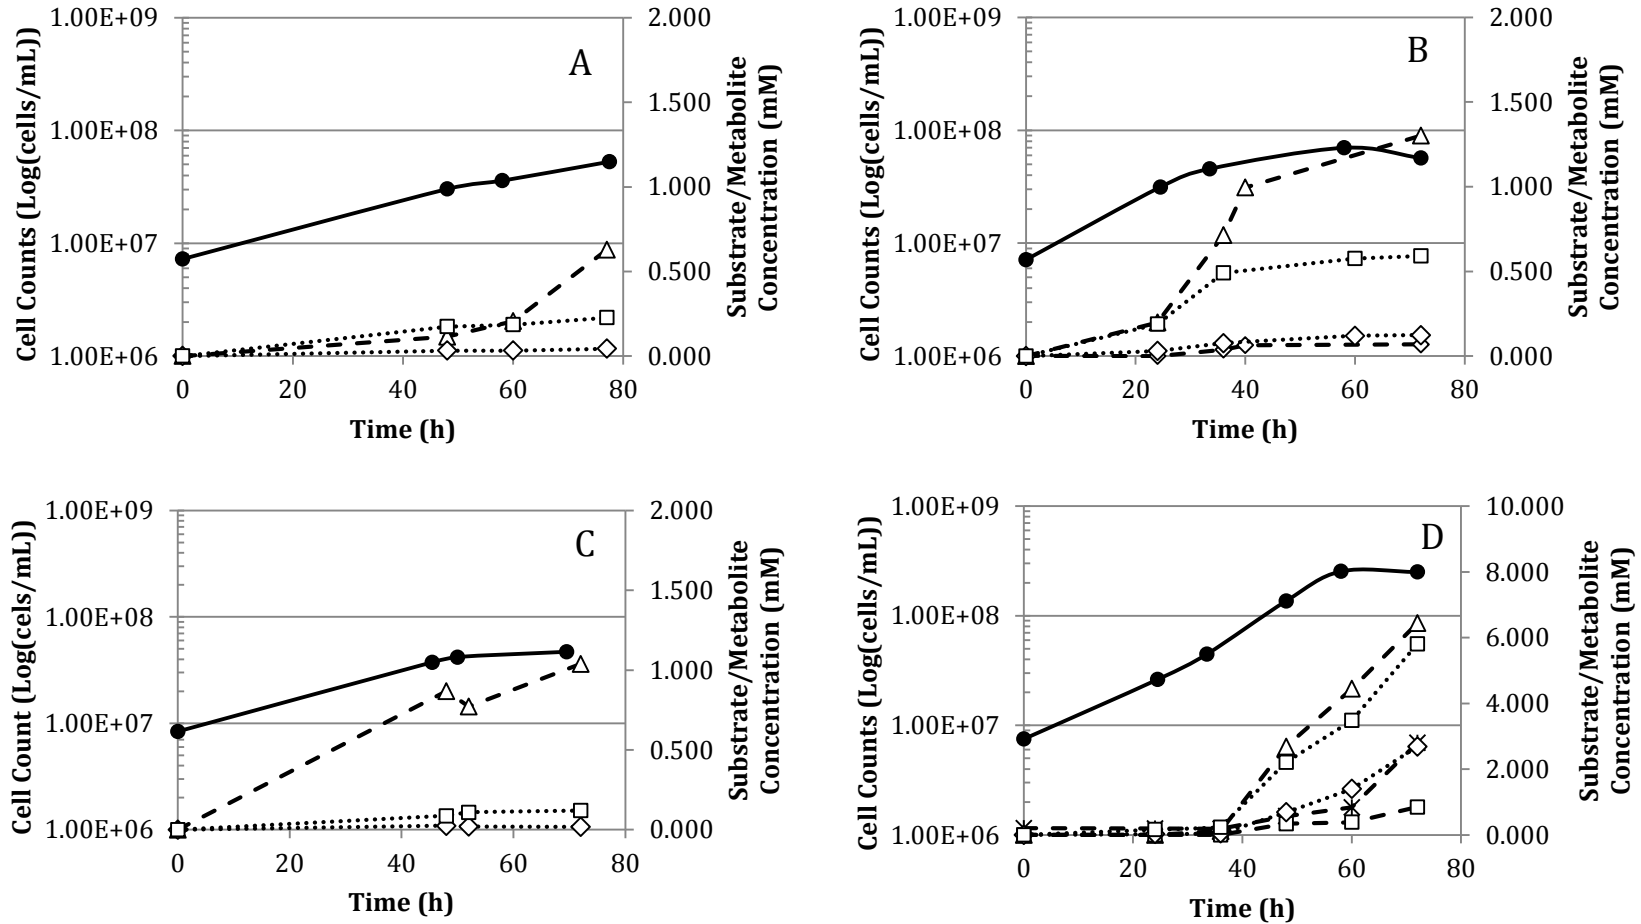 A
Cell Counts (Log(cells/mL))
1.00E+09
1.00E+08
1.00E+07
1.00E+06
2.000
1.500
1.000
0.500
0.000
Substrate/Metabolite
Concentration (mM)
0 20 40 60 80
Time (h)
B
Cell Counts (Log(cells/mL))
1.00E+09
1.00E+08
1.00E+07
1.00E+06
2.000
1.500
1.000
0.500
0.000
Substrate/Metabolite
Concentration (mM)
0 20 40 60 80
Time (h)
C
Cell Count (Log(cels/mL)
1.00E+09
1.00E+08
1.00E+07
1.00E+06
2.000
1.500
1.000
0.500
0.000
Substrate/Metabolite
Concentration (mM)
0 20 40 60 80
Time (h)
D
Cell Counts (Log(cells/mL))
1.00E+09
1.00E+08
1.00E+07
1.00E+06
10.000
8.000
6.000
4.000
2.000
0.000
Substrate/Metabolite
Concentration (mM)
0 20 40 60 80
Time (h)